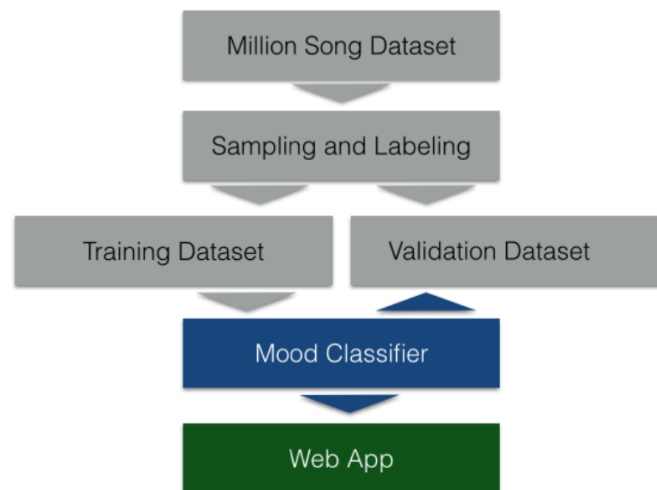 Million Song Dataset
Sampling and Labeling
Training Dataset
Validation Dataset
Mood Classifier
Web App